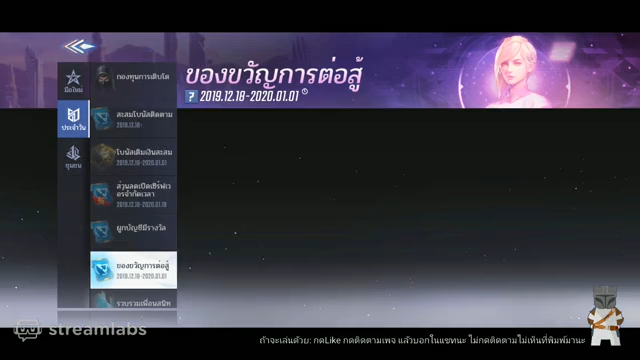 ของขวัญการต่อสู้
? 2019.12.18-2020.01.01
มือใหม่
ประจำวัน
ชุมชน
กองทุนการเติบโต
สะสมโบนัสติดตาม
2019.12.18-
โบนัสเติมเงินสะสม
2019.12.18-2020.01.01
ส่วนลดเปิดเซิร์ฟเว
อร์จำกัดเวลา
2019.12.18-2020.01.18
ผูกบัญชีมีรางวัล
ของขวัญการต่อสู้
2019.12.18-2020.01.01
รวบรวมเพื่อนสนิท
streamlabs
ถ้าจะเล่นด้วย: กดLike กดติดตามเพจ แล้วบอกในแชทนะ ไม่กดติดตามไม่เห็นที่พิมพ์มานะ